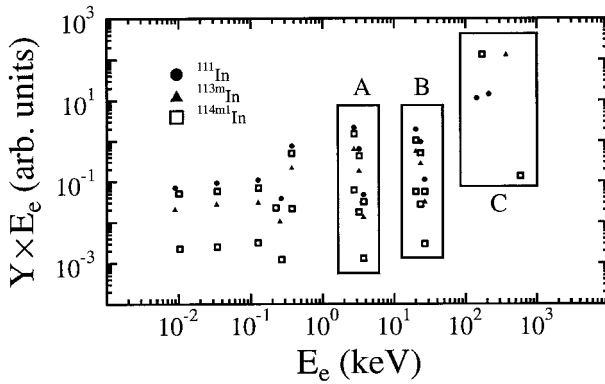 Y×E_e (arb. units)
10^3
10^1
10^-1
10^-3
^111In
^113mIn
^114m1In
A
B
C
10^-2
10^-1
10^0
10^1
10^2
10^3
E_e (keV)